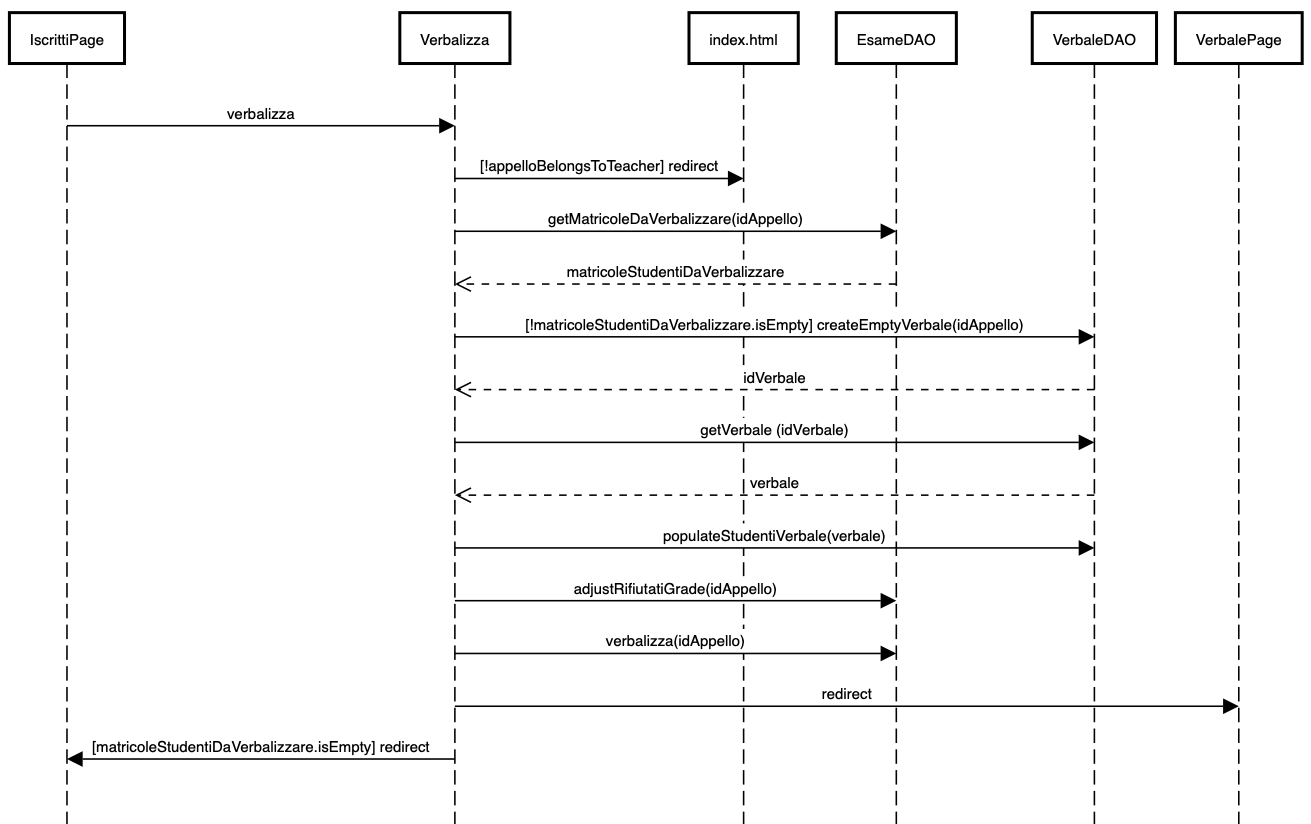 IscrittiPage
Verbalizza
index.html
EsameDAO
VerbaleDAO
VerbalePage
verbalizza
[!appelloBelongsToTeacher] redirect
getMatricoleDaVerbalizzare(idAppello)
matricoleStudentiDaVerbalizzare
[!matricoleStudentiDaVerbalizzare.isEmpty] createEmptyVerbale(idAppello)
idVerbale
getVerbale (idVerbale)
verbale
populateStudentiVerbale(verbale)
adjustRifiutatiGrade(idAppello)
verbalizza(idAppello)
redirect
[matricoleStudentiDaVerbalizzare.isEmpty] redirect